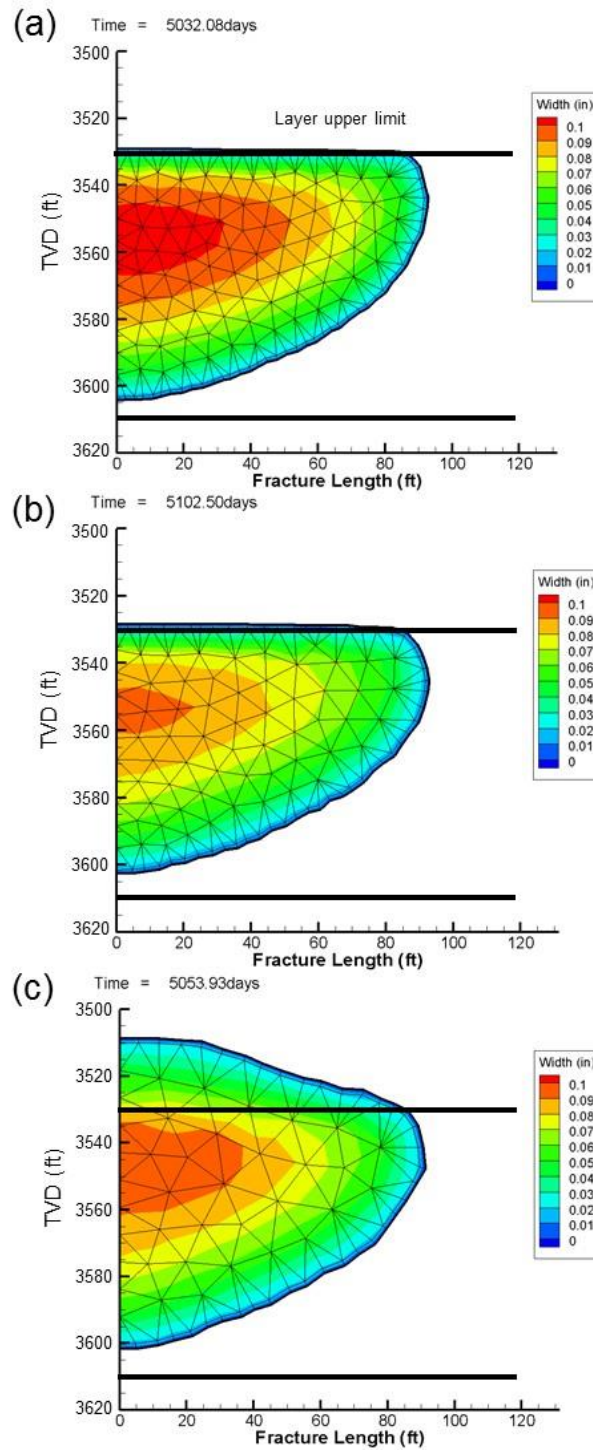 (a)
Time = 5032.08days
3500
3520
3540
3560
3580
3600
3620
TVD (ft)
Layer upper limit
Width (in)
0.1
0.09
0.08
0.07
0.06
0.05
0.04
0.03
0.02
0.01
0
0 20 40 60 80 100 120
Fracture Length (ft)
(b)
Time = 5102.50days
3500
3520
3540
3560
3580
3600
3620
TVD (ft)
Width (in)
0.1
0.09
0.08
0.07
0.06
0.05
0.04
0.03
0.02
0.01
0
0 20 40 60 80 100 120
Fracture Length (ft)
(c)
Time = 5053.93days
3500
3520
3540
3560
3580
3600
3620
TVD (ft)
Width (in)
0.1
0.09
0.08
0.07
0.06
0.05
0.04
0.03
0.02
0.01
0
0 20 40 60 80 100 120
Fracture Length (ft)